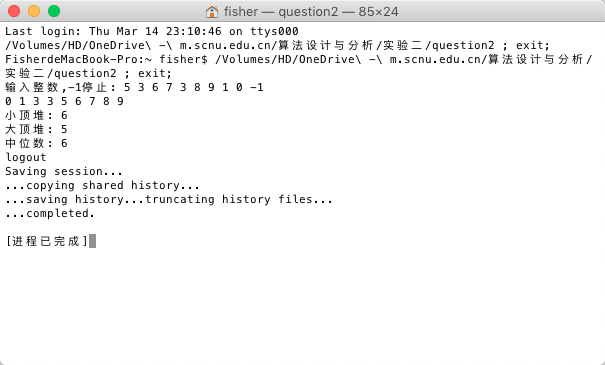 fisher — question2 — 85×24
Last login: Thu Mar 14 23:10:46 on ttys000
/Volumes/HD/OneDrive\ -\ m.scnu.edu.cn/算法设计与分析/实验二/question2 ; exit;
FisherdeMacBook-Pro:~ fisher$ /Volumes/HD/OneDrive\ -\ m.scnu.edu.cn/算法设计与分析/
实验二/question2 ; exit;
输入整数,-1停止: 5 3 6 7 3 8 9 1 0 -1
0 1 3 3 5 6 7 8 9
小顶堆: 6
大顶堆: 5
中位数: 6
logout
Saving session...
...copying shared history...
...saving history...truncating history files...
...completed.
[进程已完成]